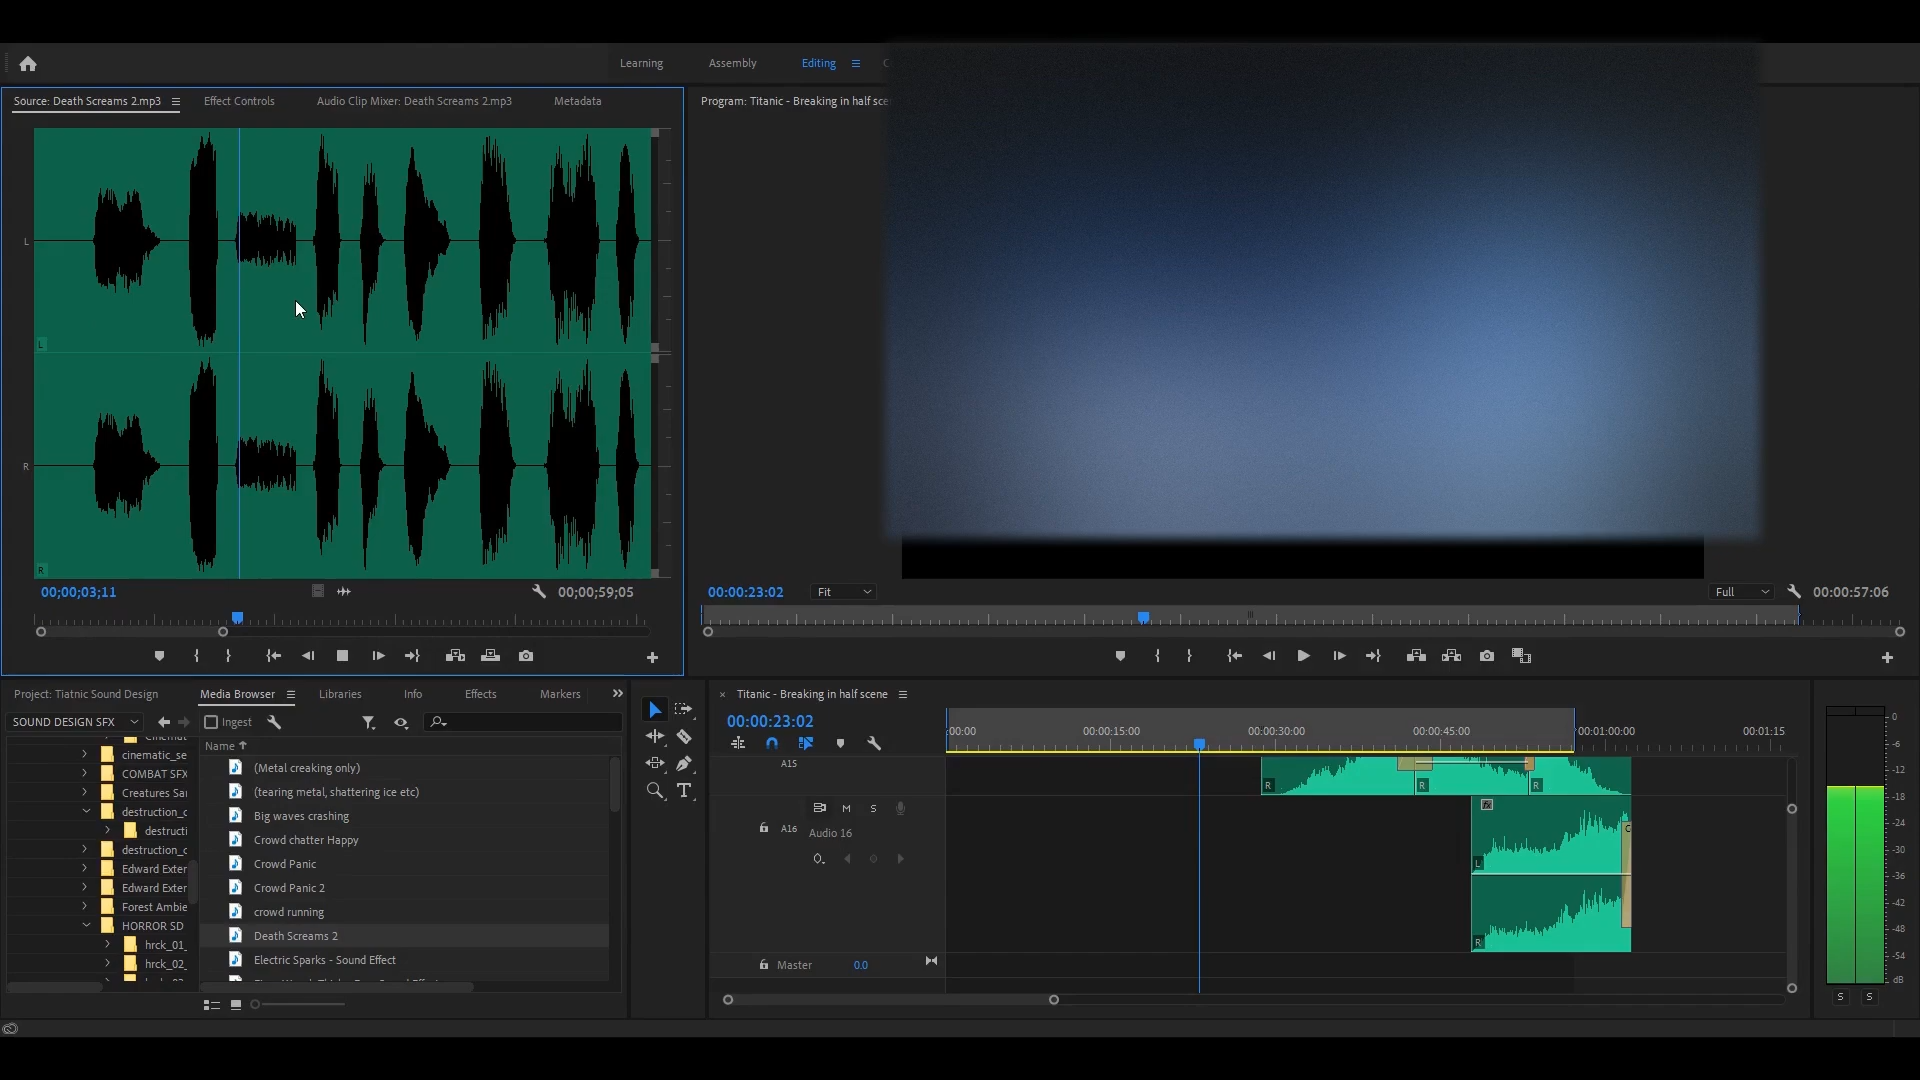 Learning
Assembly
Editing
Source: Death Screams 2.mp3
Effect Controls
Audio Clip Mixer: Death Screams 2.mp3
Metadata
Program: Titanic - Breaking in half sce
L
L
R
R
00;00;03;11
00;00;59;05
00:00:23:02
Fit
Full
00:00:57:06
Project: Tiatnic Sound Design
Media Browser
Libraries
Info
Effects
Markers
SOUND DESIGN SFX
Ingest
Name
cinematic_se
COMBAT SFX
Creatures Sa
destruction_c
destructi
destruction_c
Edward Exter
Edward Exter
Forest Ambie
HORROR SD
hrck_01_
hrck_02_
(Metal creaking only)
(tearing metal, shattering ice etc)
Big waves crashing
Crowd chatter Happy
Crowd Panic
Crowd Panic 2
crowd running
Death Screams 2
Electric Sparks - Sound Effect
Titanic - Breaking in half scene
00:00:23:02
:00:00
00:00:15:00
00:00:30:00
00:00:45:00
00:01:00:00
00:01:15
A15
R
R
R
M
S
A16
Audio 16
fx
L
R
C
Master
0.0
0
-6
-12
-18
-24
-30
-36
-42
-48
-54
dB
S
S